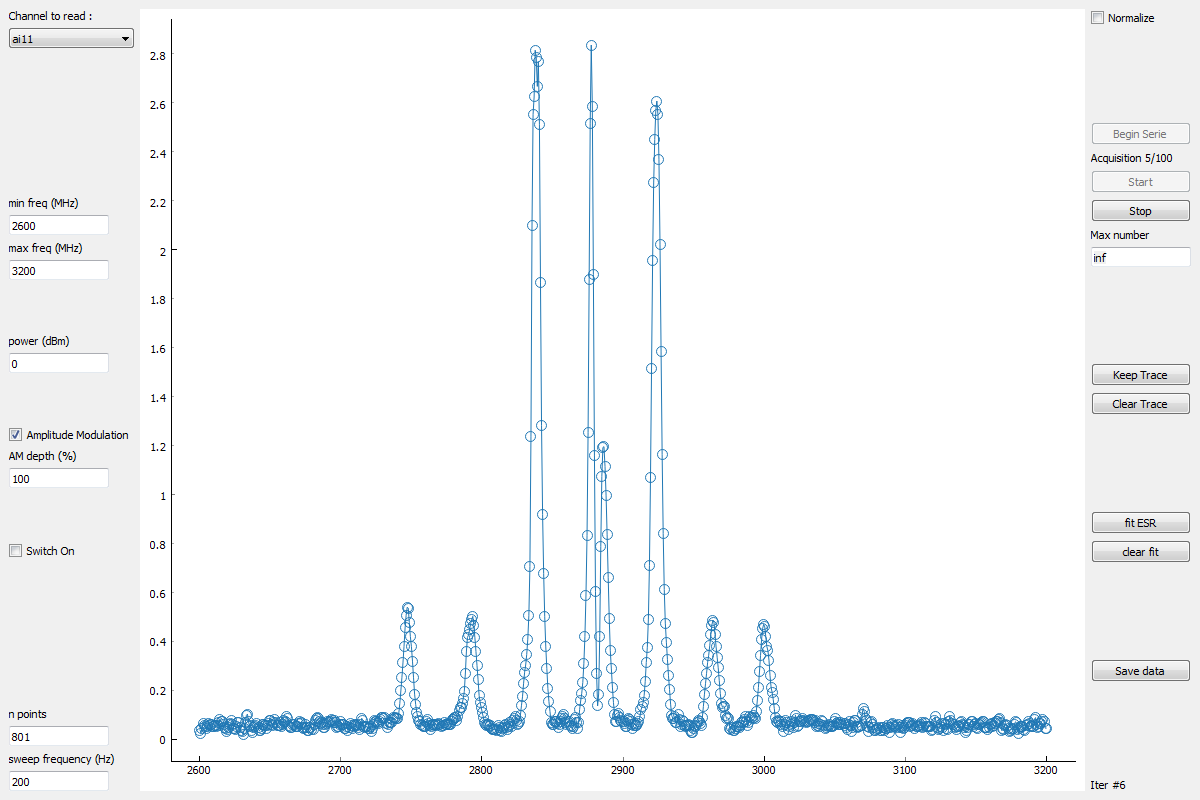 Channel to read :
ai11
min freq (MHz)
2600
max freq (MHz)
3200
power (dBm)
0
Amplitude Modulation
AM depth (%)
100
Switch On
n points
801
sweep frequency (Hz)
200
2.8
2.6
2.4
2.2
2
1.8
1.6
1.4
1.2
1
0.8
0.6
0.4
0.2
0
2600 2700 2800 2900 3000 3100 3200
Normalize
Begin Serie
Acquisition 5/100
Start
Stop
Max number
inf
Keep Trace
Clear Trace
fit ESR
clear fit
Save data
Iter #6